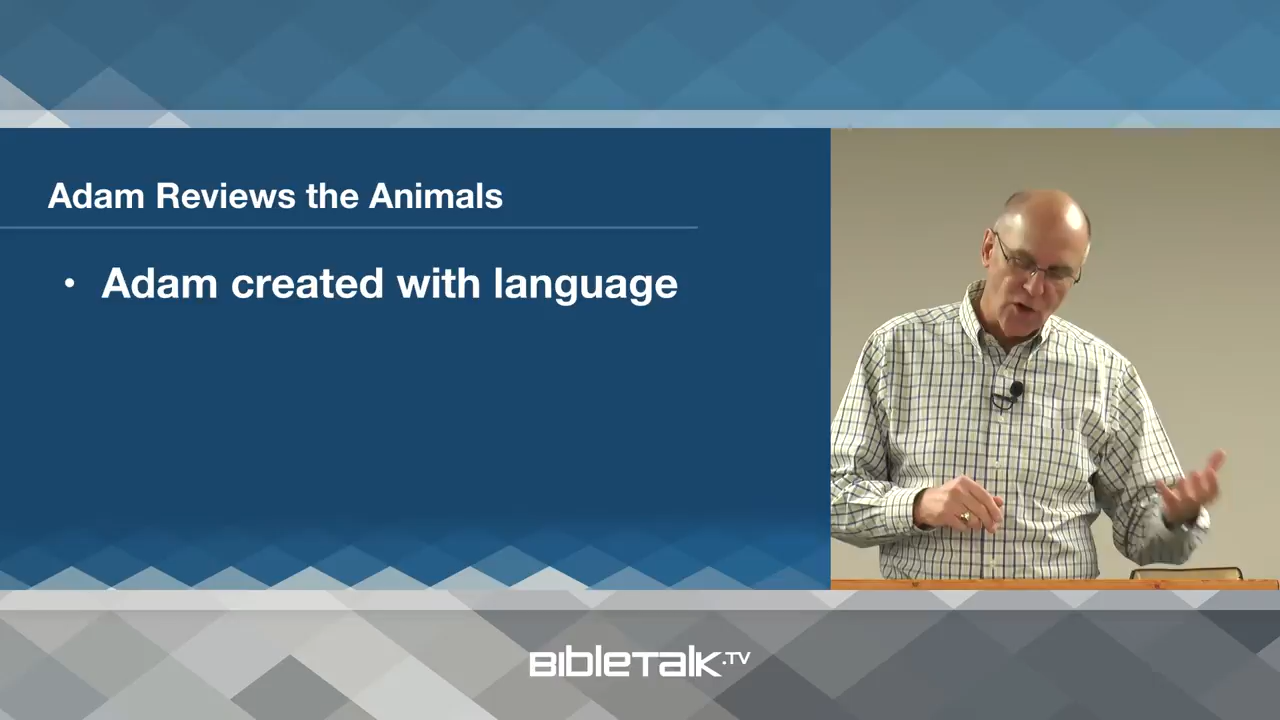 Adam Reviews the Animals
• Adam created with language
BibleTalk.TV